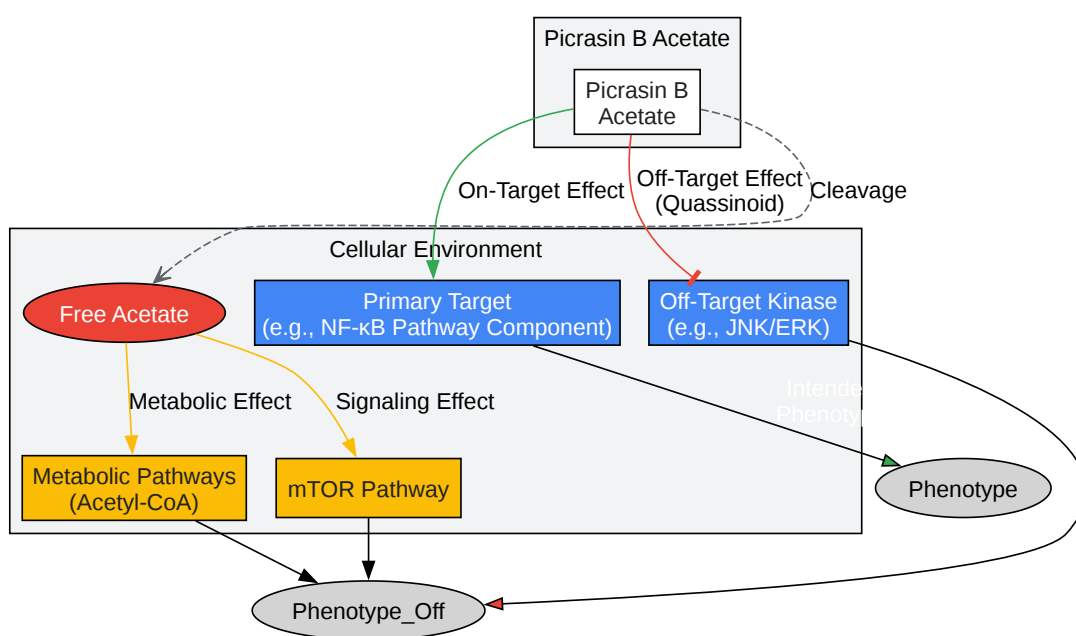 Picrasin B Acetate
Picrasin B
Acetate
On-Target Effect
Off-Target Effect
(Quassinoid)
Cleavage
Cellular Environment
Free Acetate
Primary Target
(e.g., NF-κB Pathway Component)
Off-Target Kinase
(e.g., JNK/ERK)
Metabolic Effect
Signaling Effect
Intende
Phenotyp
Metabolic Pathways
(Acetyl-CoA)
mTOR Pathway
Phenotype
Phenotype_Off